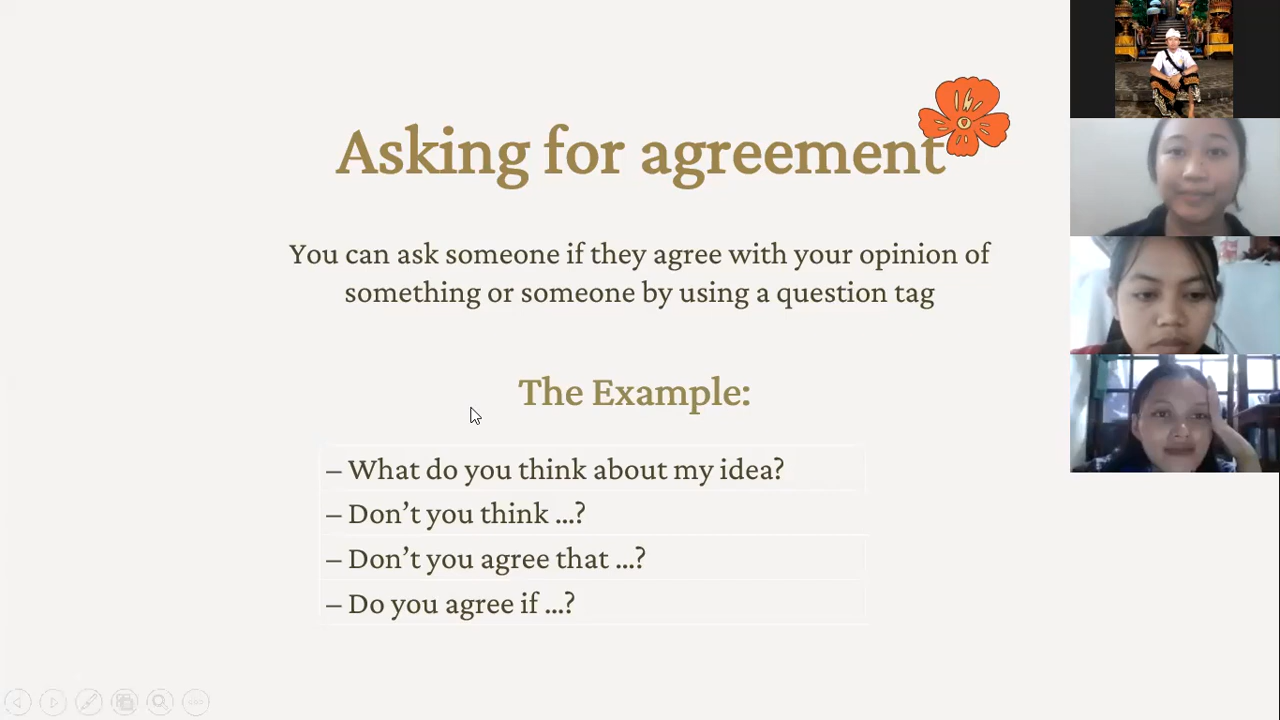 Asking for agreement
You can ask someone if they agree with your opinion of
something or someone by using a question tag
The Example:
– What do you think about my idea?
– Don’t you think ...?
– Don’t you agree that ...?
– Do you agree if ...?